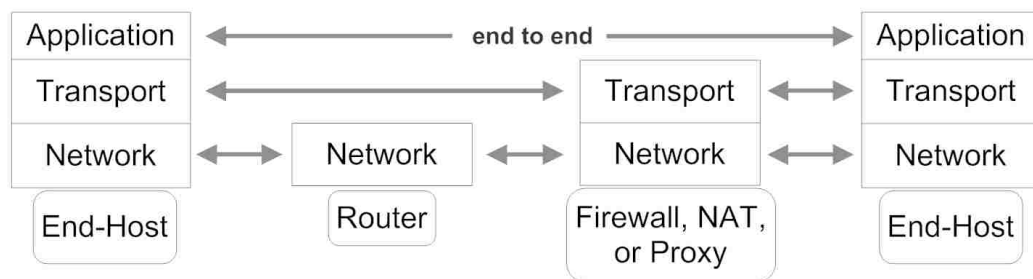 Application
end to end
Application
Transport
Transport
Transport
Network
Network
Network
Network
End-Host
Router
Firewall, NAT,
or Proxy
End-Host